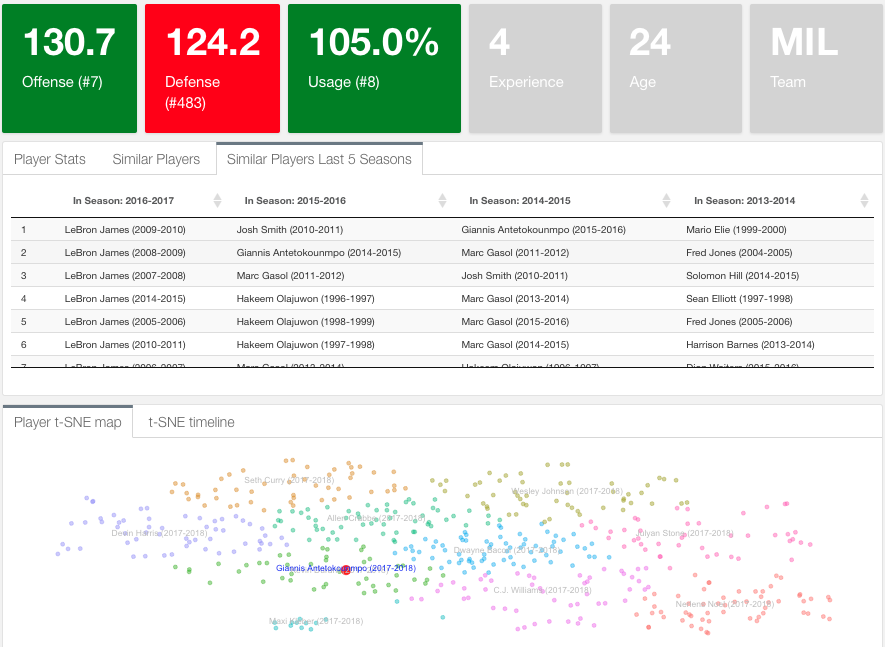 130.7 124.2 105.0% 4 24 MIL
Offense (#7) Defense (#483) Usage (#8) Experience Age Team
Player Stats Similar Players Similar Players Last 5 Seasons
In Season: 2016-2017 In Season: 2015-2016 In Season: 2014-2015 In Season: 2013-2014
1 LeBron James (2009-2010) Josh Smith (2010-2011) Giannis Antetokounmpo (2015-2016) Mario Elie (1999-2000)
2 LeBron James (2008-2009) Giannis Antetokounmpo (2014-2015) Marc Gasol (2011-2012) Fred Jones (2004-2005)
3 LeBron James (2007-2008) Marc Gasol (2011-2012) Josh Smith (2010-2011) Solomon Hill (2014-2015)
4 LeBron James (2014-2015) Hakeem Olajuwon (1996-1997) Marc Gasol (2013-2014) Sean Elliott (1997-1998)
5 LeBron James (2005-2006) Hakeem Olajuwon (1998-1999) Marc Gasol (2015-2016) Fred Jones (2005-2006)
6 LeBron James (2010-2011) Hakeem Olajuwon (1997-1998) Marc Gasol (2014-2015) Harrison Barnes (2013-2014)
Player t-SNE map t-SNE timeline
Seth Curry (2017-2018)
Wesley Johnson (2017-2018)
Allen Crabbe (2017-2018)
Devin Harris (2017-2018)
Julyan Stone (2017-2018)
Dwayne Bacon (2017-2018)
Giannis Antetokounmpo (2017-2018)
C.J. Williams (2017-2018)
Nerlens Noel (2017-2018)
Maxi Kleber (2017-2018)